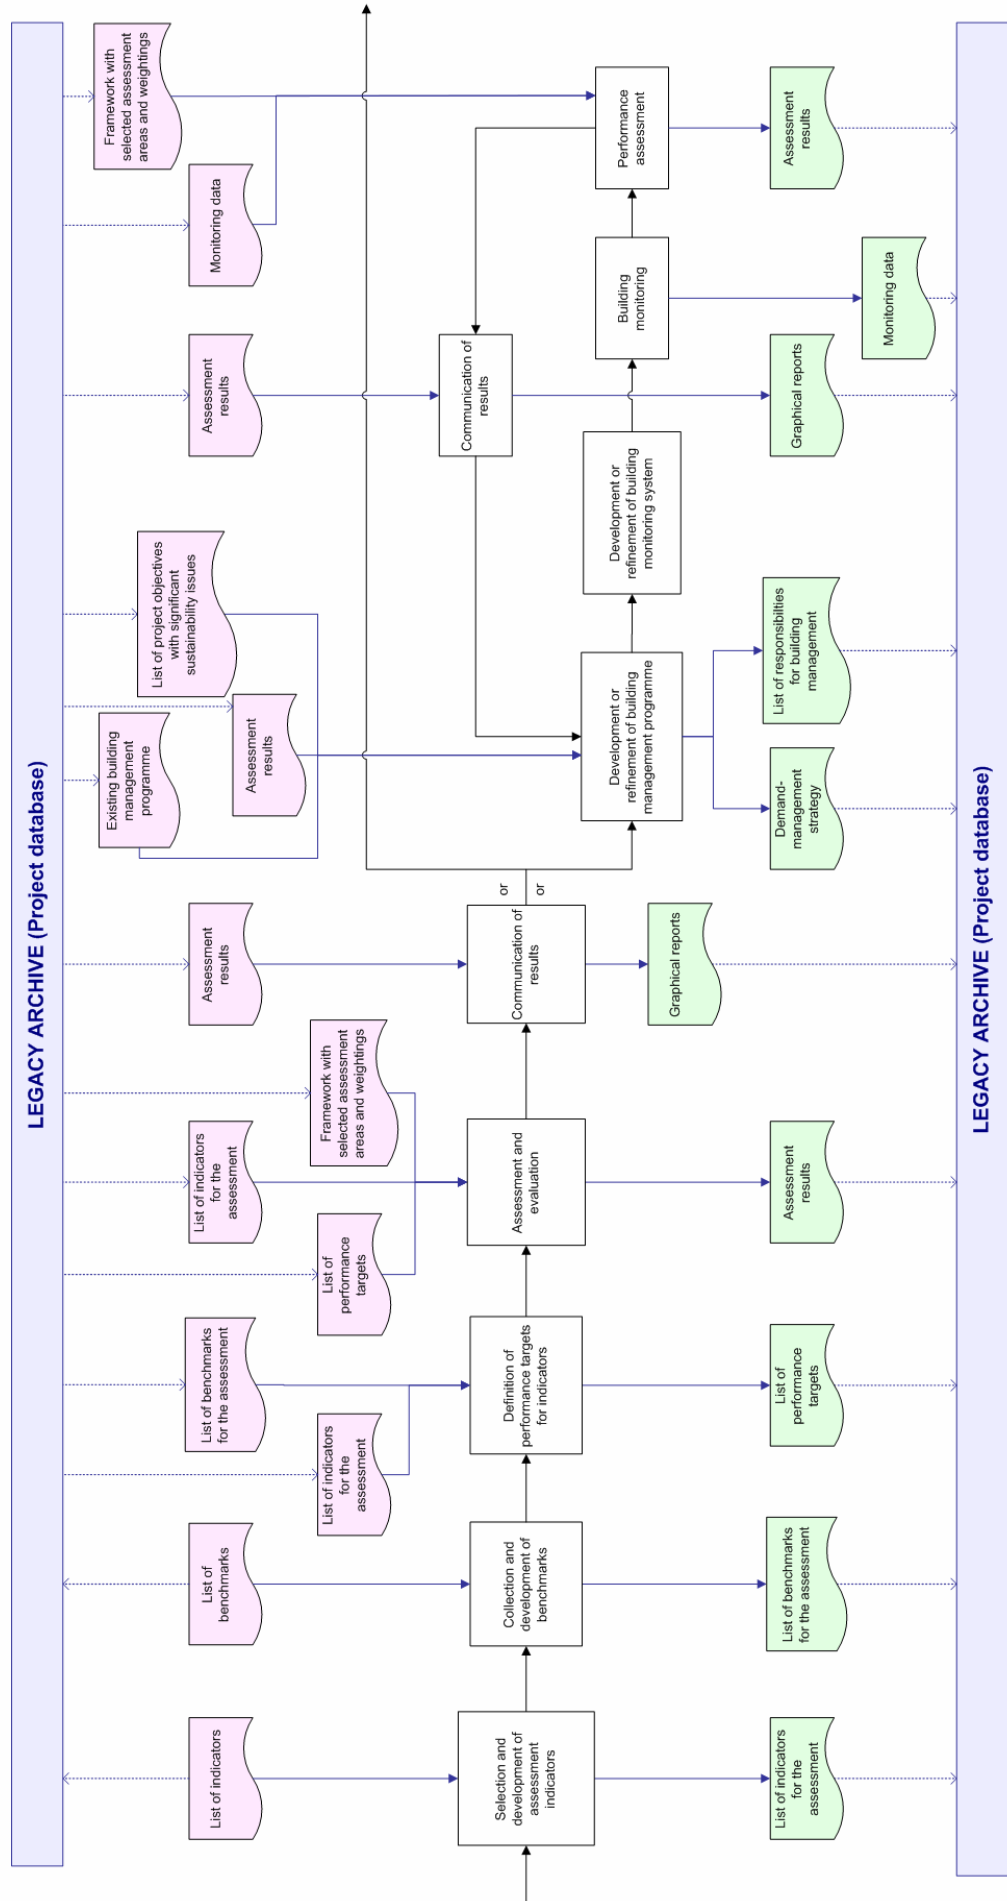 LEGACY ARCHIVE (Project database)
List of indicators
List of
benchmarks
List of indicators
for the
assessment
List of benchmarks
for the assessment
List of
performance
targets
List of indicators
for the
assessment
Framework with
selected assessment
areas and weightings
Assessment
results
Existing building
management
programme
Assessment
results
List of project objectives
with significant
sustainability issues
Assessment
results
Monitoring data
Framework with
selected assessment
areas and weightings
Selection and
development of
assessment
indicators
Collection and
development of
benchmarks
Definition of
performance targets
for indicators
Assessment and
evaluation
Communication of
results
or
or
Communication of
results
Development or
refinement of building
management programme
Development or
refinement of building
monitoring system
Building
monitoring
Performance
assessment
List of indicators
for the
assessment
List of benchmarks
for the assessment
List of
performance
targets
Assessment
results
Graphical reports
Demand-
management
strategy
List of responsibilties
for building
management
Graphical reports
Monitoring data
Assessment
results
LEGACY ARCHIVE (Project database)